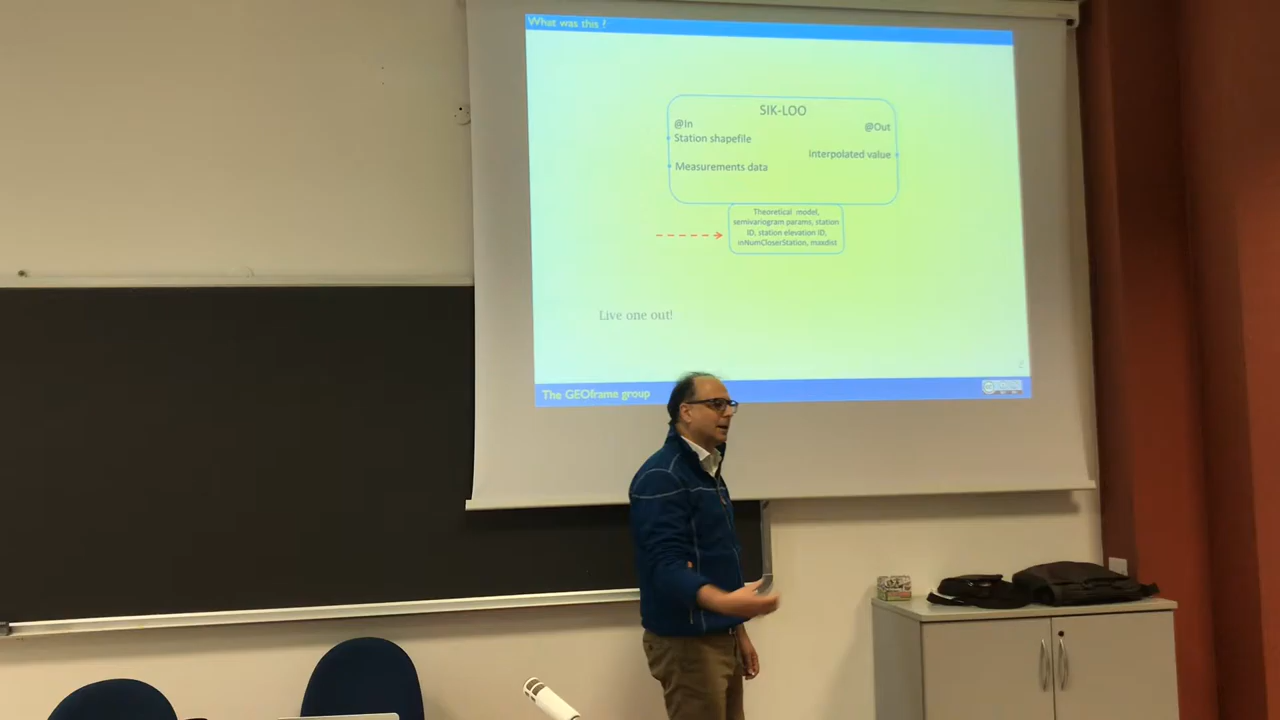 What was this ?
SIK-LOO
@In
@Out
Station shapefile
Interpolated value
Measurements data
Theoretical model,
semivariogram params, station
ID, station elevation ID,
inNumCloserStation, maxdist
Live one out!
The GEOframe group